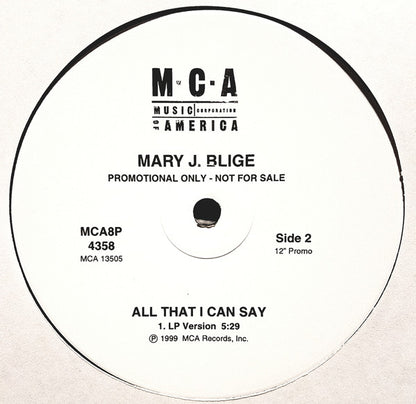 M·C·A
MUSIC CORPORATION
OF AMERICA
MARY J. BLIGE
PROMOTIONAL ONLY - NOT FOR SALE
MCA8P
4358
MCA 13505
Side 2
12" Promo
ALL THAT I CAN SAY
1. LP Version 5:29
℗ 1999 MCA Records, Inc.